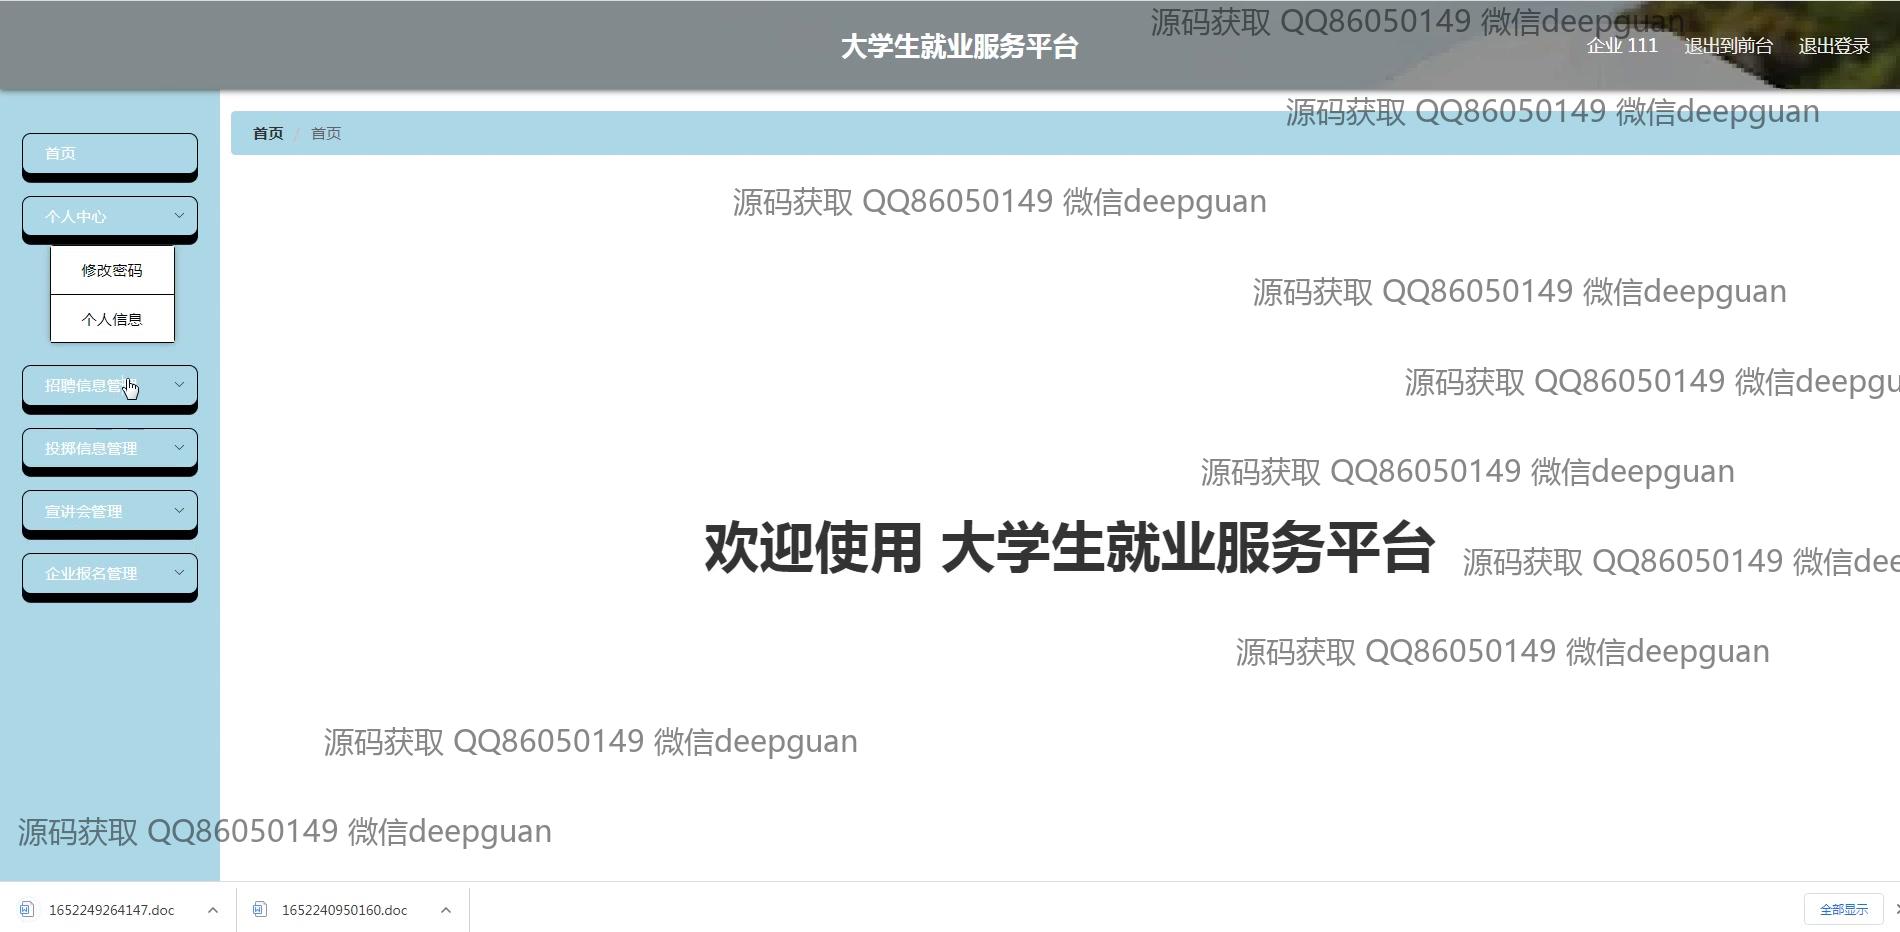 源码获取 QQ86050149 微信deepguan
大学生就业服务平台
企业 111 退出到前台 退出登录
源码获取 QQ86050149 微信deepguan
首页 / 首页
首页
源码获取 QQ86050149 微信deepguan
个人中心
修改密码
源码获取 QQ86050149 微信deepguan
个人信息
招聘信息管
源码获取 QQ86050149 微信deepgu
投掷信息管理
源码获取 QQ86050149 微信deepguan
宣讲会管理
欢迎使用 大学生就业服务平台
源码获取 QQ86050149 微信dee
企业报名管理
源码获取 QQ86050149 微信deepguan
源码获取 QQ86050149 微信deepguan
源码获取 QQ86050149 微信deepguan
1652249264147.doc
1652240950160.doc
全部显示